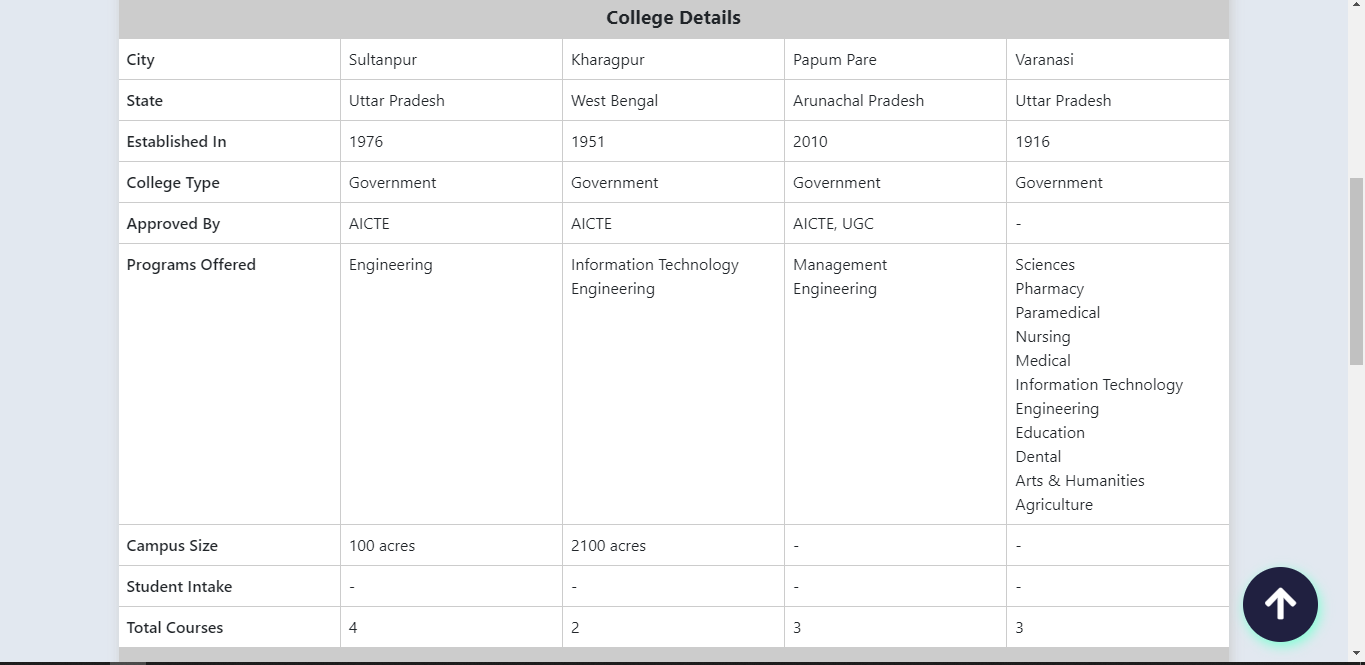 College Details
City Sultanpur Kharagpur Papum Pare Varanasi
State Uttar Pradesh West Bengal Arunachal Pradesh Uttar Pradesh
Established In 1976 1951 2010 1916
College Type Government Government Government Government
Approved By AICTE AICTE AICTE, UGC -
Programs Offered Engineering Information Technology Management Sciences
Engineering Engineering Pharmacy
Paramedical
Nursing
Medical
Information Technology
Engineering
Education
Dental
Arts & Humanities
Agriculture
Campus Size 100 acres 2100 acres - -
Student Intake - - - -
Total Courses 4 2 3 3